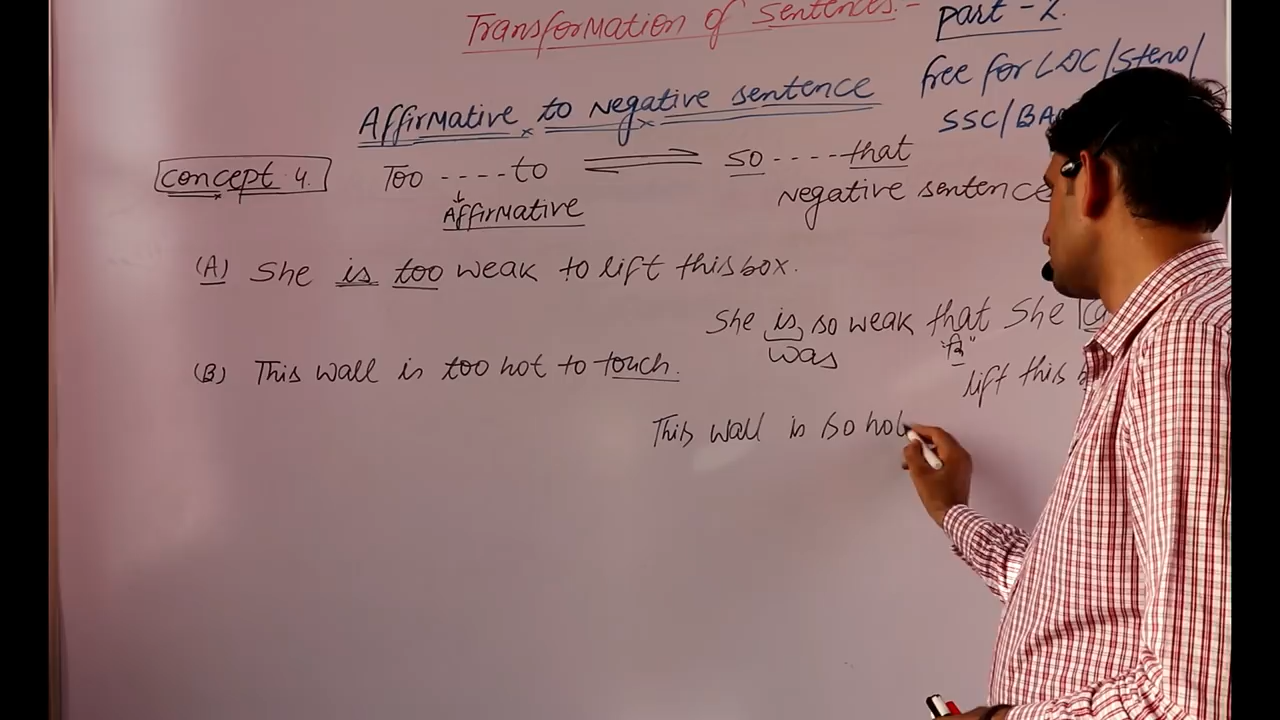 Transformation of Sentences:-
part-2.
Affirmative to Negative sentence
free for LDC/Steno/
SSC/
concept 4.
Too ----to ⇌ so ----that
Affirmative
negative sentence
(A) She is too weak to lift this box.
She is so weak that she
was
"कि"
lift this
(B) This wall is too hot to touch.
This wall is so hot